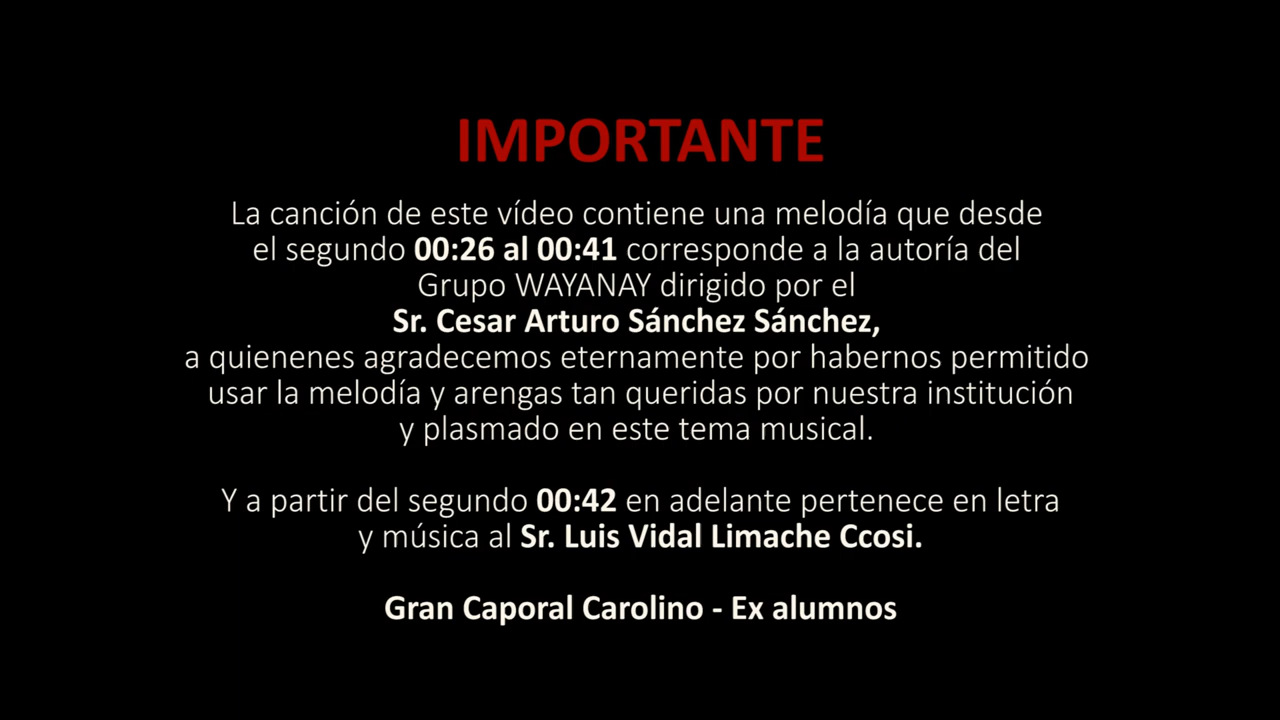 IMPORTANTE
La canción de este vídeo contiene una melodía que desde
el segundo 00:26 al 00:41 corresponde a la autoría del
Grupo WAYANAY dirigido por el
Sr. Cesar Arturo Sánchez Sánchez,
a quienenes agradecemos eternamente por habernos permitido
usar la melodía y arengas tan queridas por nuestra institución
y plasmado en este tema musical.
Y a partir del segundo 00:42 en adelante pertenece en letra
y música al Sr. Luis Vidal Limache Ccosi.
Gran Caporal Carolino - Ex alumnos